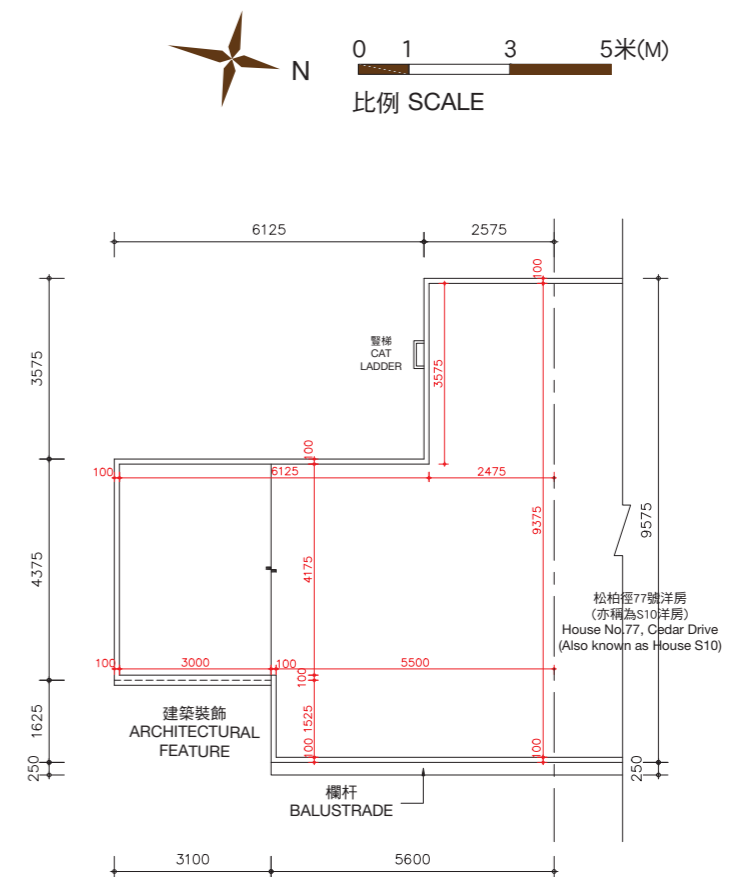 N
0 1 3 5米(M)
比例 SCALE
6125 2575
100
3575
豎梯
CAT
LADDER
3575
100
100 6125 2475
4375
4175
9375
9575
松柏徑77號洋房
(亦稱為S10洋房)
House No.77, Cedar Drive
(Also known as House S10)
100 3000 100 5500
100
1625
建築裝飾
ARCHITECTURAL
FEATURE
1525
100
100
250
250
欄杆
BALUSTRADE
3100 5600